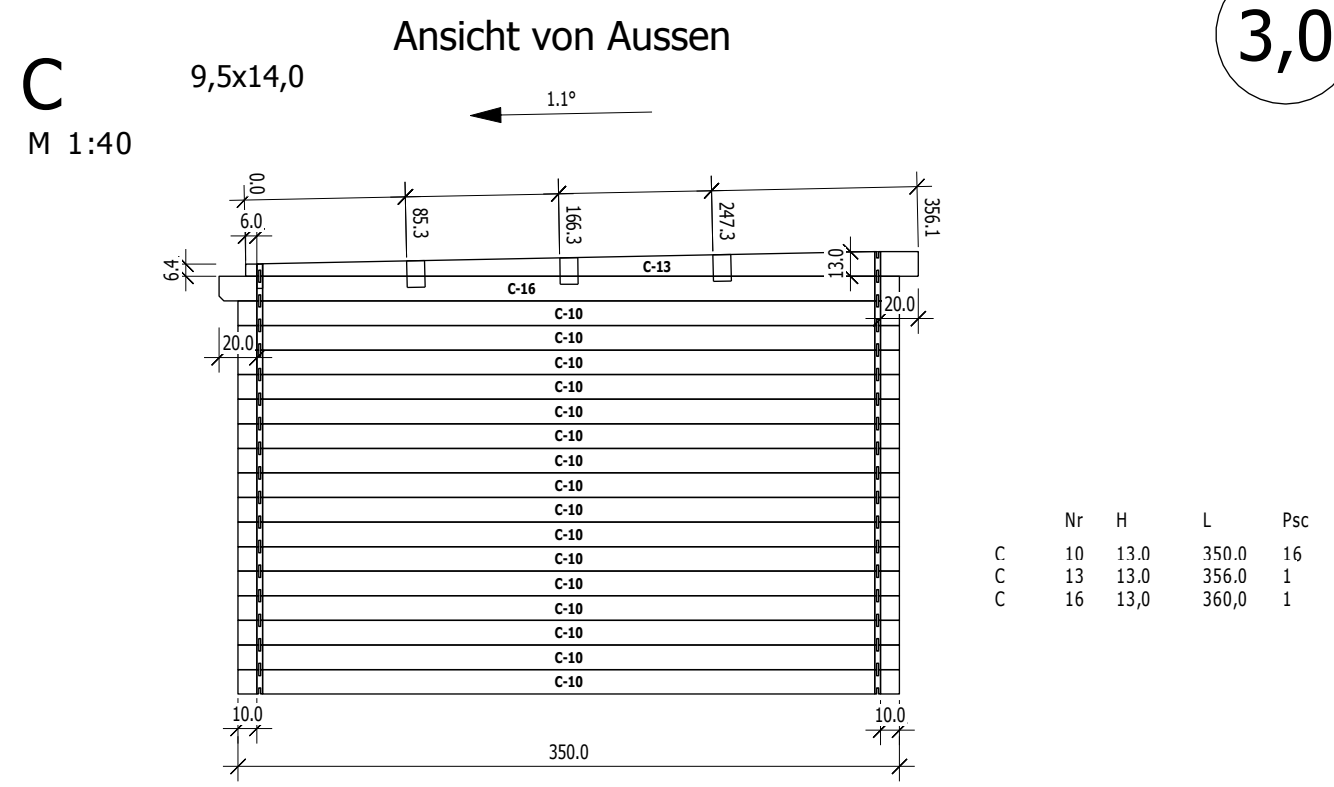 Ansicht von Aussen
3,0
C
9,5x14,0
1.1°
M 1:40
0.0
85.3
166.3
247.3
356.1
6.0
6.4
13.0
C-13
C-16
20.0
C-10
C-10
20.0
C-10
C-10
C-10
C-10
C-10
C-10
C-10
C-10
C-10
C-10
C-10
C-10
C-10
C-10
10.0
10.0
350.0
Nr H L Psc
C 10 13.0 350.0 16
C 13 13.0 356.0 1
C 16 13,0 360,0 1